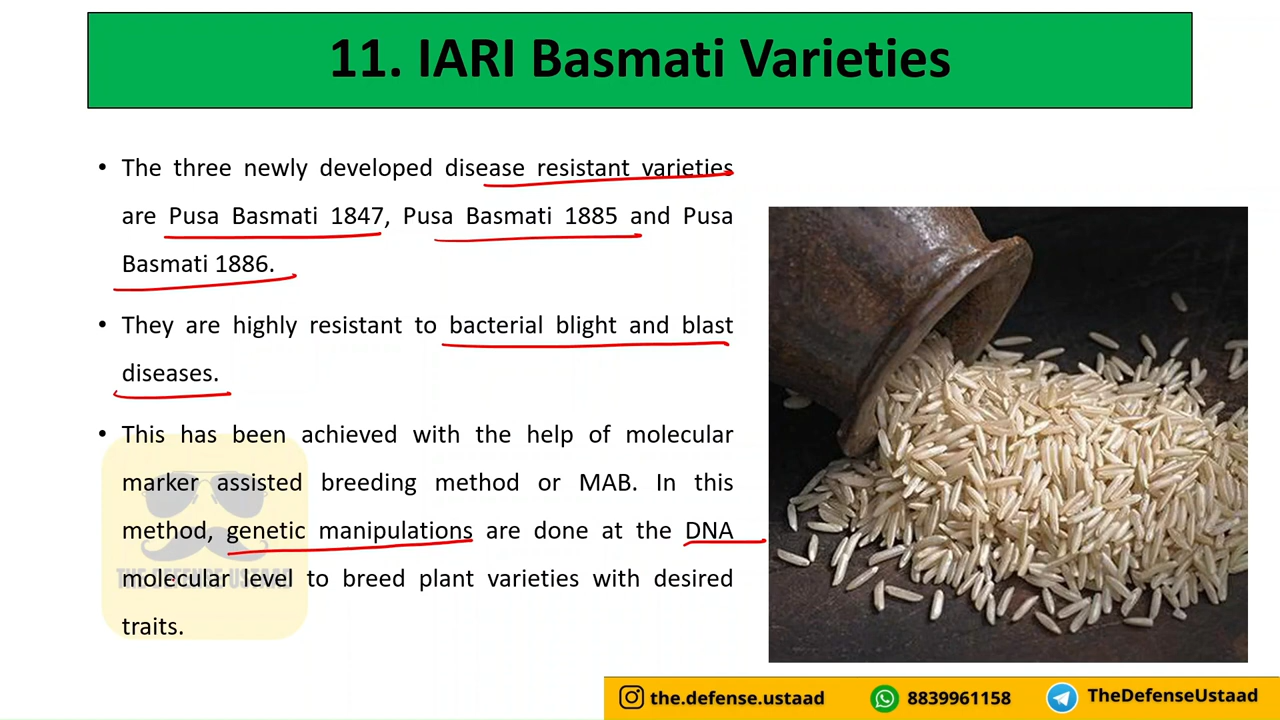 11. IARI Basmati Varieties
• The three newly developed disease resistant varieties
are Pusa Basmati 1847, Pusa Basmati 1885 and Pusa
Basmati 1886.
• They are highly resistant to bacterial blight and blast
diseases.
• This has been achieved with the help of molecular
marker assisted breeding method or MAB. In this
method, genetic manipulations are done at the DNA
molecular level to breed plant varieties with desired
traits.
THE DEFENSE USTAAD
the.defense.ustaad
8839961158
TheDefenseUstaad